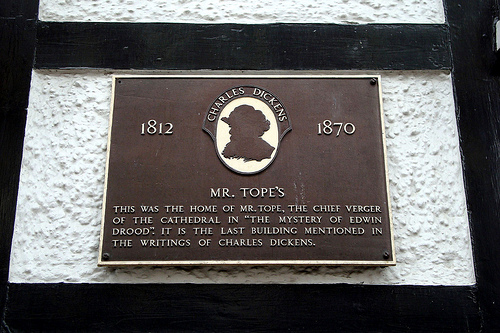 CHARLES DICKENS
1812 1870
MR. TOPE'S
THIS WAS THE HOME OF MR. TOPE, THE CHIEF VERGER
OF THE CATHEDRAL IN "THE MYSTERY OF EDWIN
DROOD". IT IS THE LAST BUILDING MENTIONED IN
THE WRITINGS OF CHARLES DICKENS.